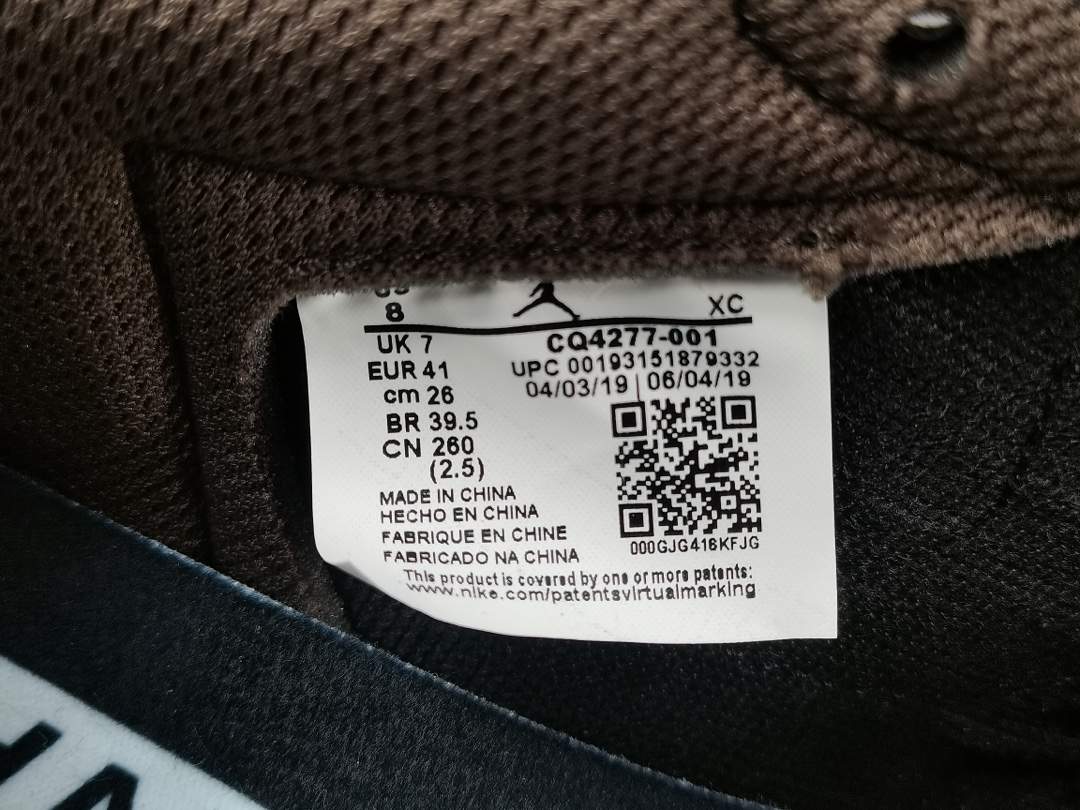 US
8
XC
UK 7
CQ4277-001
EUR 41
UPC 00193151879332
cm 26
04/03/19 | 06/04/19
BR 39.5
CN 260
(2.5)
MADE IN CHINA
HECHO EN CHINA
FABRIQUE EN CHINE
FABRICADO NA CHINA
000GJG416KFJG
This product is covered by one or more patents:
www.nike.com/patentsvirtualmarking